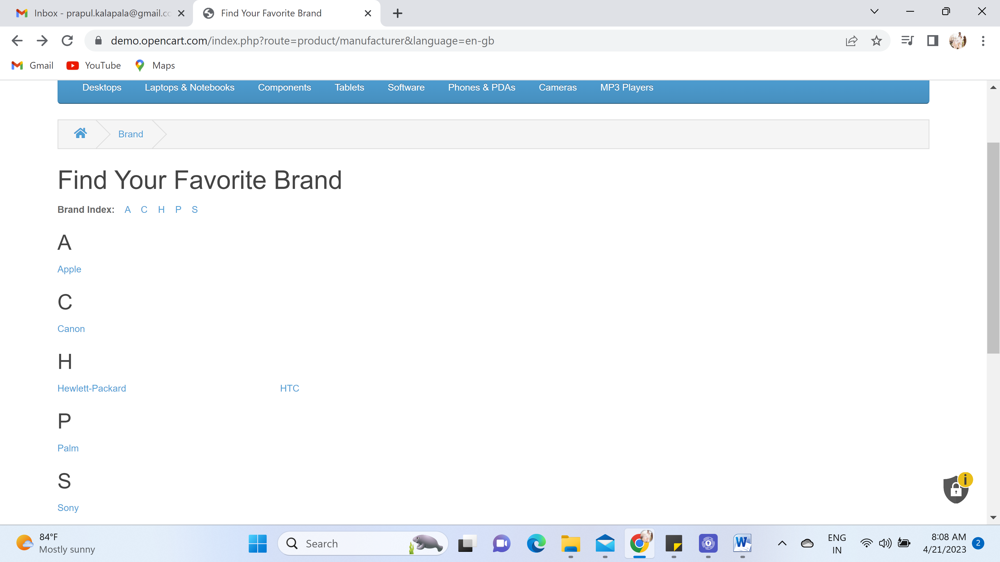 Inbox - prapul.kalapala@gmail.co
Find Your Favorite Brand
demo.opencart.com/index.php?route=product/manufacturer&language=en-gb
Gmail YouTube Maps
Desktops Laptops & Notebooks Components Tablets Software Phones & PDAs Cameras MP3 Players
Brand
Find Your Favorite Brand
Brand Index: A C H P S
A
Apple
C
Canon
H
Hewlett-Packard HTC
P
Palm
S
Sony
84°F
Mostly sunny
Search
W
ENG
IN
8:08 AM
4/21/2023
2